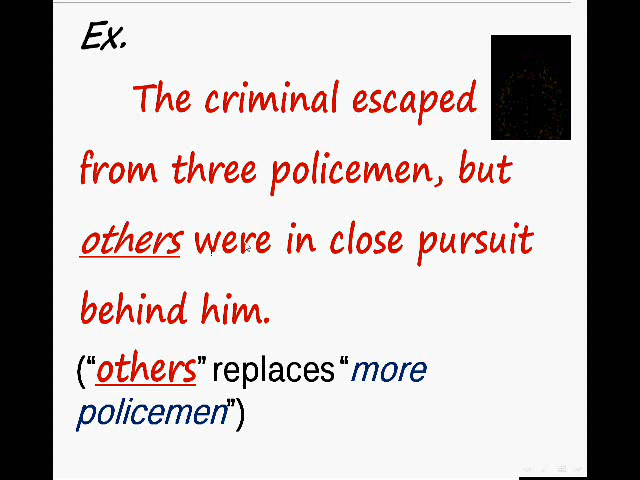 Ex.
The criminal escaped
from three policemen, but
others were in close pursuit
behind him.
(“others” replaces “more
policemen”)